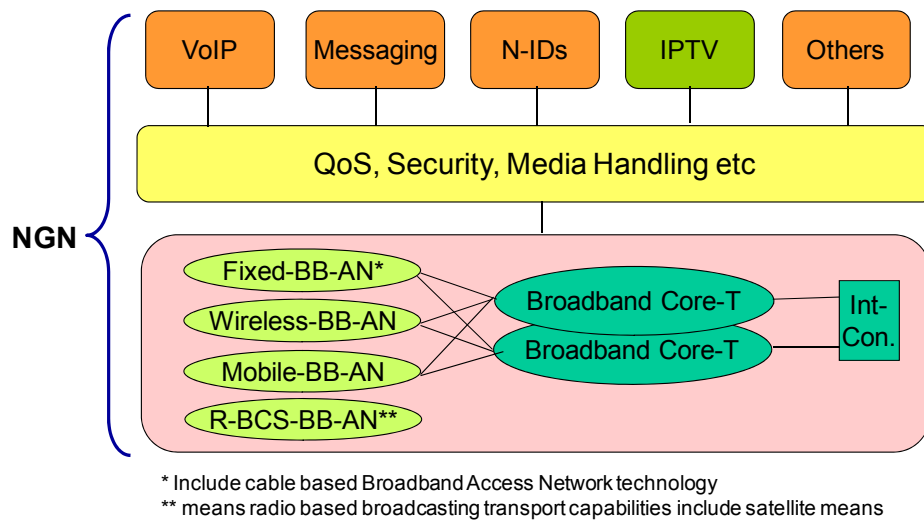 VoIP
Messaging
N-IDs
IPTV
Others
QoS, Security, Media Handling etc
NGN
Fixed-BB-AN*
Wireless-BB-AN
Mobile-BB-AN
R-BCS-BB-AN**
Broadband Core-T
Broadband Core-T
Int-
Con.
* Include cable based Broadband Access Network technology
** means radio based broadcasting transport capabilities include satellite means